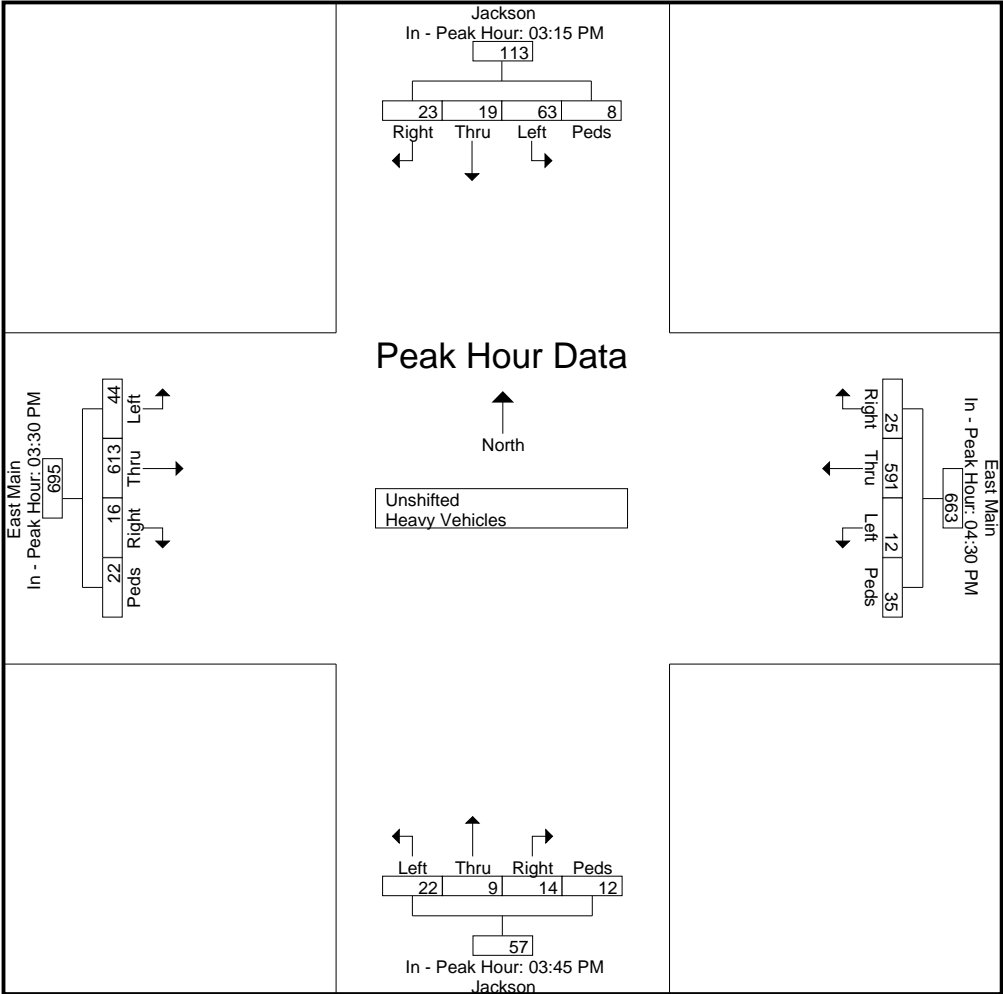 Jackson
In - Peak Hour: 03:15 PM
113
23 19 63 8
Right Thru Left Peds
Peak Hour Data
North
Unshifted
Heavy Vehicles
East Main
In - Peak Hour: 03:30 PM
695
44 613 16 22
Left Thru Right Peds
Right Thru Left Peds
25 591 12 35
663
In - Peak Hour: 04:30 PM
East Main
Left Thru Right Peds
22 9 14 12
57
In - Peak Hour: 03:45 PM
Jackson